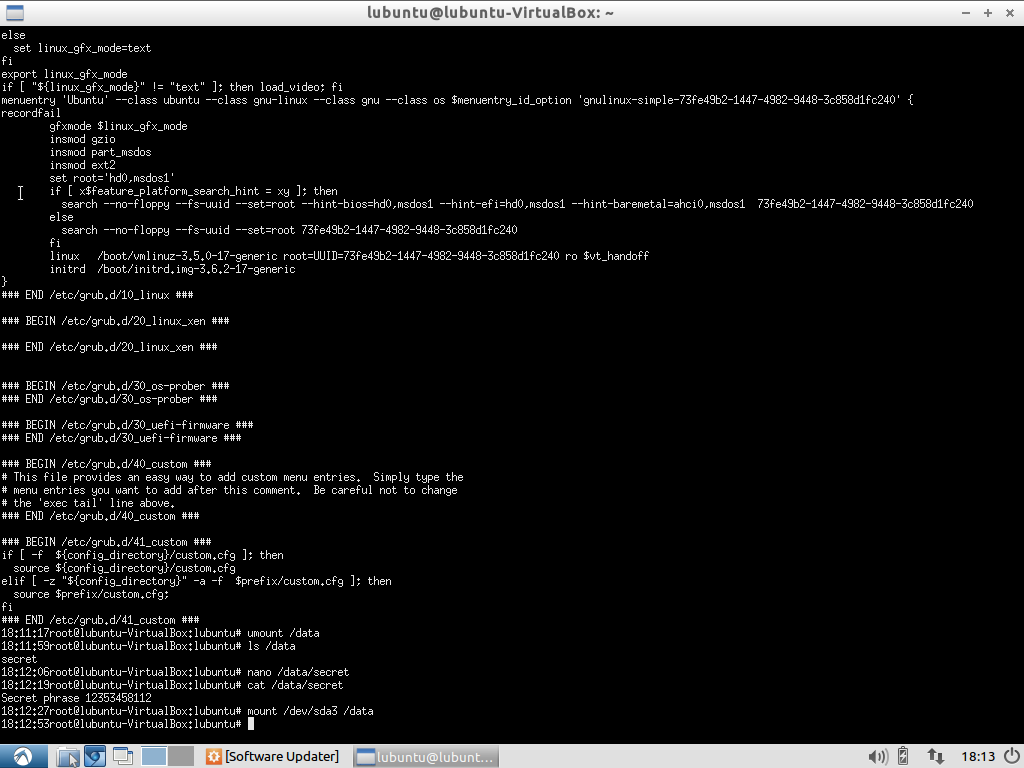 lubuntu@lubuntu-VirtualBox: ~
else
  set linux_gfx_mode=text
fi
export linux_gfx_mode
if [ "${linux_gfx_mode}" != "text" ]; then load_video; fi
menuentry 'Ubuntu' --class ubuntu --class gnu-linux --class gnu --class os $menuentry_id_option 'gnulinux-simple-73fe49b2-1447-4982-9448-3c858d1fc240' {
recordfail
        gfxmode $linux_gfx_mode
        insmod gzio
        insmod part_msdos
        insmod ext2
        set root='hd0,msdos1'
        if [ x$feature_platform_search_hint = xy ]; then
          search --no-floppy --fs-uuid --set=root --hint-bios=hd0,msdos1 --hint-efi=hd0,msdos1 --hint-baremetal=ahci0,msdos1  73fe49b2-1447-4982-9448-3c858d1fc240
        else
          search --no-floppy --fs-uuid --set=root 73fe49b2-1447-4982-9448-3c858d1fc240
        fi
        linux   /boot/vmlinuz-3.5.0-17-generic root=UUID=73fe49b2-1447-4982-9448-3c858d1fc240 ro $vt_handoff
        initrd  /boot/initrd.img-3.6.2-17-generic
}
### END /etc/grub.d/10_linux ###
### BEGIN /etc/grub.d/20_linux_xen ###
### END /etc/grub.d/20_linux_xen ###
### BEGIN /etc/grub.d/30_os-prober ###
### END /etc/grub.d/30_os-prober ###
### BEGIN /etc/grub.d/30_uefi-firmware ###
### END /etc/grub.d/30_uefi-firmware ###
### BEGIN /etc/grub.d/40_custom ###
# This file provides an easy way to add custom menu entries.  Simply type the
# menu entries you want to add after this comment.  Be careful not to change
# the 'exec tail' line above.
### END /etc/grub.d/40_custom ###
### BEGIN /etc/grub.d/41_custom ###
if [ -f  ${config_directory}/custom.cfg ]; then
  source ${config_directory}/custom.cfg
elif [ -z "${config_directory}" -a -f  $prefix/custom.cfg ]; then
  source $prefix/custom.cfg;
fi
### END /etc/grub.d/41_custom ###
18:11:17root@lubuntu-VirtualBox:lubuntu# umount /data
18:11:59root@lubuntu-VirtualBox:lubuntu# ls /data
secret
18:12:06root@lubuntu-VirtualBox:lubuntu# nano /data/secret
18:12:19root@lubuntu-VirtualBox:lubuntu# cat /data/secret
Secret phrase 12353458112
18:12:27root@lubuntu-VirtualBox:lubuntu# mount /dev/sda3 /data
18:12:53root@lubuntu-VirtualBox:lubuntu#
[Software Updater] lubuntu@lubunt... 18:13